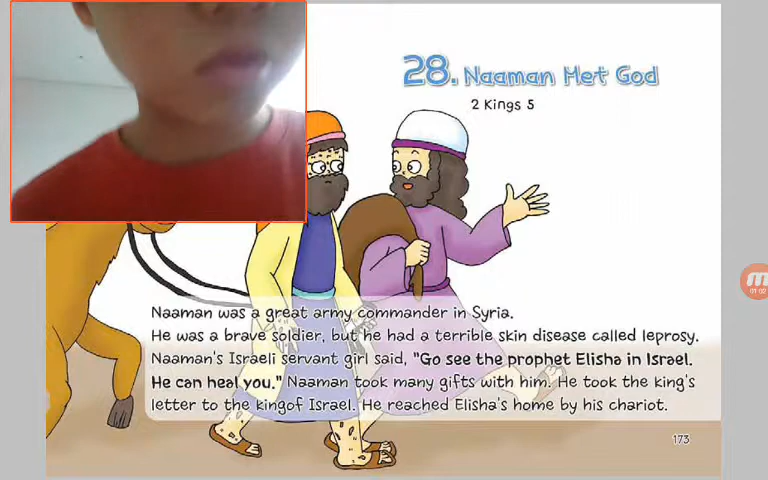 28. Naaman Met God
2 Kings 5
Naaman was a great army commander in Syria.
He was a brave soldier, but he had a terrible skin disease called leprosy.
Naaman's Israeli servant girl said, "Go see the prophet Elisha in Israel.
He can heal you." Naaman took many gifts with him. He took the king's
letter to the kingof Israel. He reached Elisha's home by his chariot.
173